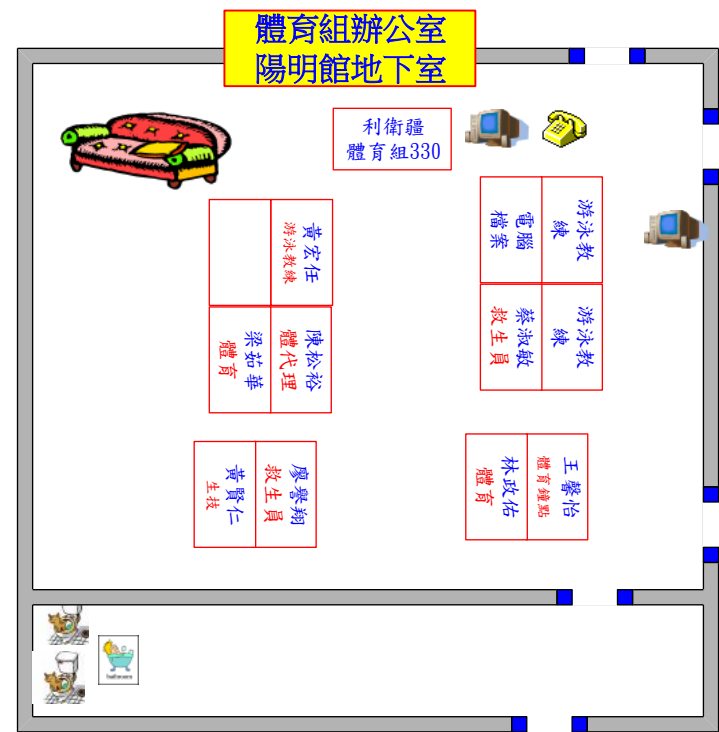 體育組辦公室
陽明館地下室
利衛疆
體育組330
黃宏任
游泳教練
電腦
檔案
游泳教
練
陳松裕
體代理
梁茹華
體育
蔡淑敏
救生員
游泳教
練
廖譽翔
救生員
黃賢仁
生技
王馨怡
體育鐘點
林政佑
體育
bathroom